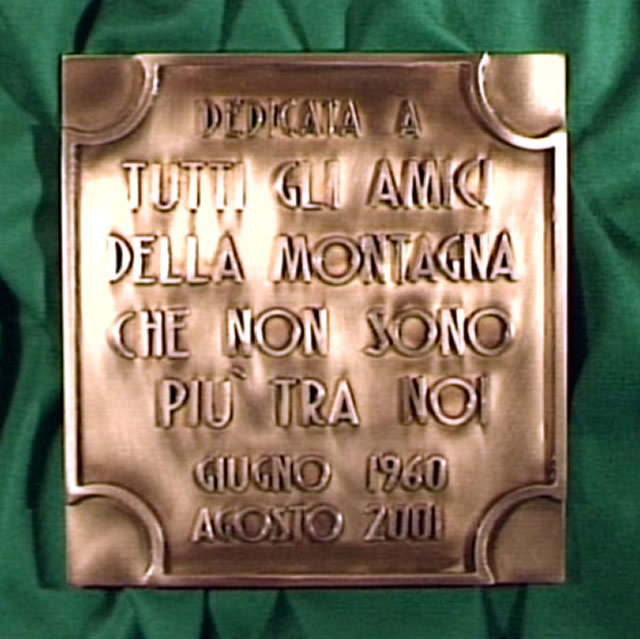 DEDICATA A
TUTTI GLI AMICI
DELLA MONTAGNA
CHE NON SONO
PIU` TRA NOI
GIUGNO 1960
AGOSTO 2001